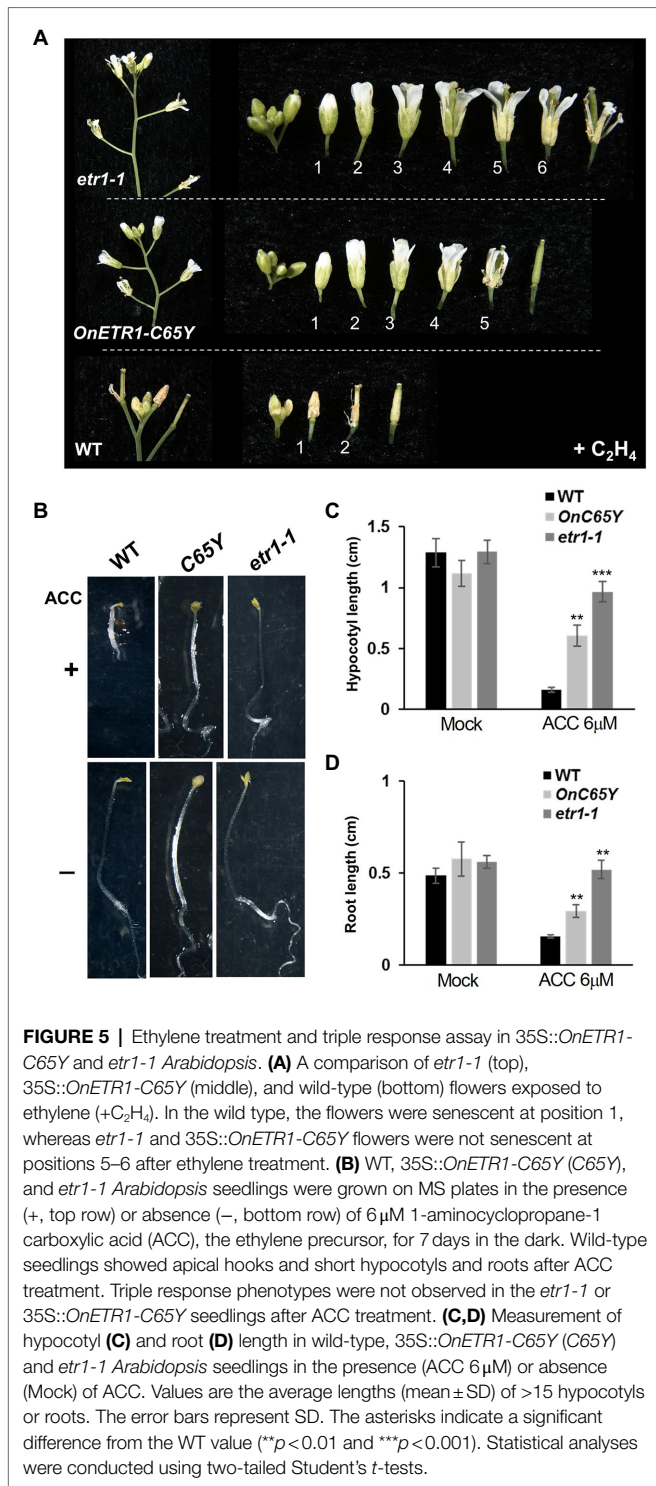 A
etr1-1
1 2 3 4 5 6
OnETR1-C65Y
1 2 3 4 5
WT
1 2
+ C₂H₄
B
WT C65Y etr1-1
ACC
+
−
C
WT
OnC65Y
etr1-1
Hypocotyl length (cm)
1.5
1
0.5
0
** ***
Mock ACC 6μM
D
WT
OnC65Y
etr1-1
Root length (cm)
1
0.5
0
** **
Mock ACC 6μM
FIGURE 5 | Ethylene treatment and triple response assay in 35S::OnETR1-
C65Y and etr1-1 Arabidopsis. (A) A comparison of etr1-1 (top),
35S::OnETR1-C65Y (middle), and wild-type (bottom) flowers exposed to
ethylene (+C₂H₄). In the wild type, the flowers were senescent at position 1,
whereas etr1-1 and 35S::OnETR1-C65Y flowers were not senescent at
positions 5–6 after ethylene treatment. (B) WT, 35S::OnETR1-C65Y (C65Y),
and etr1-1 Arabidopsis seedlings were grown on MS plates in the presence
(+, top row) or absence (−, bottom row) of 6 μM 1-aminocyclopropane-1
carboxylic acid (ACC), the ethylene precursor, for 7 days in the dark. Wild-type
seedlings showed apical hooks and short hypocotyls and roots after ACC
treatment. Triple response phenotypes were not observed in the etr1-1 or
35S::OnETR1-C65Y seedlings after ACC treatment. (C,D) Measurement of
hypocotyl (C) and root (D) length in wild-type, 35S::OnETR1-C65Y (C65Y)
and etr1-1 Arabidopsis seedlings in the presence (ACC 6 μM) or absence
(Mock) of ACC. Values are the average lengths (mean ± SD) of >15 hypocotyls
or roots. The error bars represent SD. The asterisks indicate a significant
difference from the WT value (**p < 0.01 and ***p < 0.001). Statistical analyses
were conducted using two-tailed Student's t-tests.